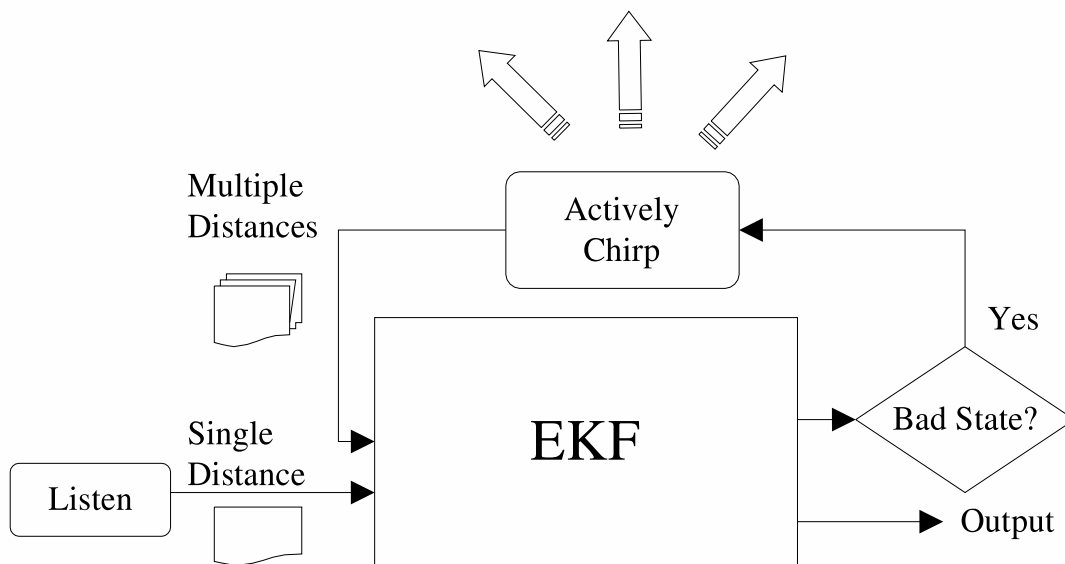 Multiple
Distances
Actively
Chirp
Yes
Bad State?
EKF
Single
Distance
Listen
Output